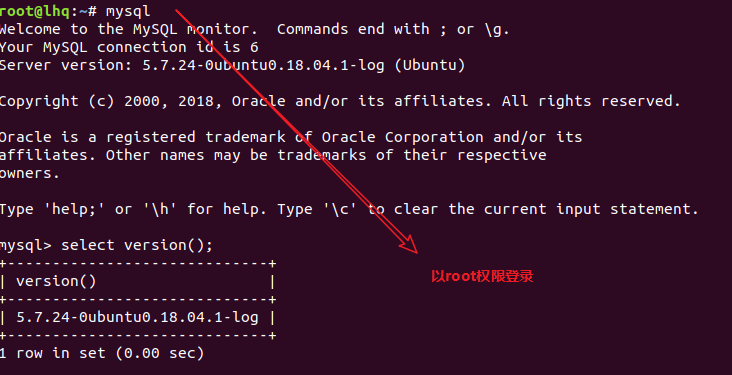 root@lhq:~# mysql
Welcome to the MySQL monitor.  Commands end with ; or \g.
Your MySQL connection id is 6
Server version: 5.7.24-0ubuntu0.18.04.1-log (Ubuntu)
Copyright (c) 2000, 2018, Oracle and/or its affiliates. All rights reserved.
Oracle is a registered trademark of Oracle Corporation and/or its
affiliates. Other names may be trademarks of their respective
owners.
Type 'help;' or '\h' for help. Type '\c' to clear the current input statement.
mysql> select version();
+-----------------------------+
| version()                   |
+-----------------------------+
| 5.7.24-0ubuntu0.18.04.1-log |
+-----------------------------+
1 row in set (0.00 sec)
以root权限登录